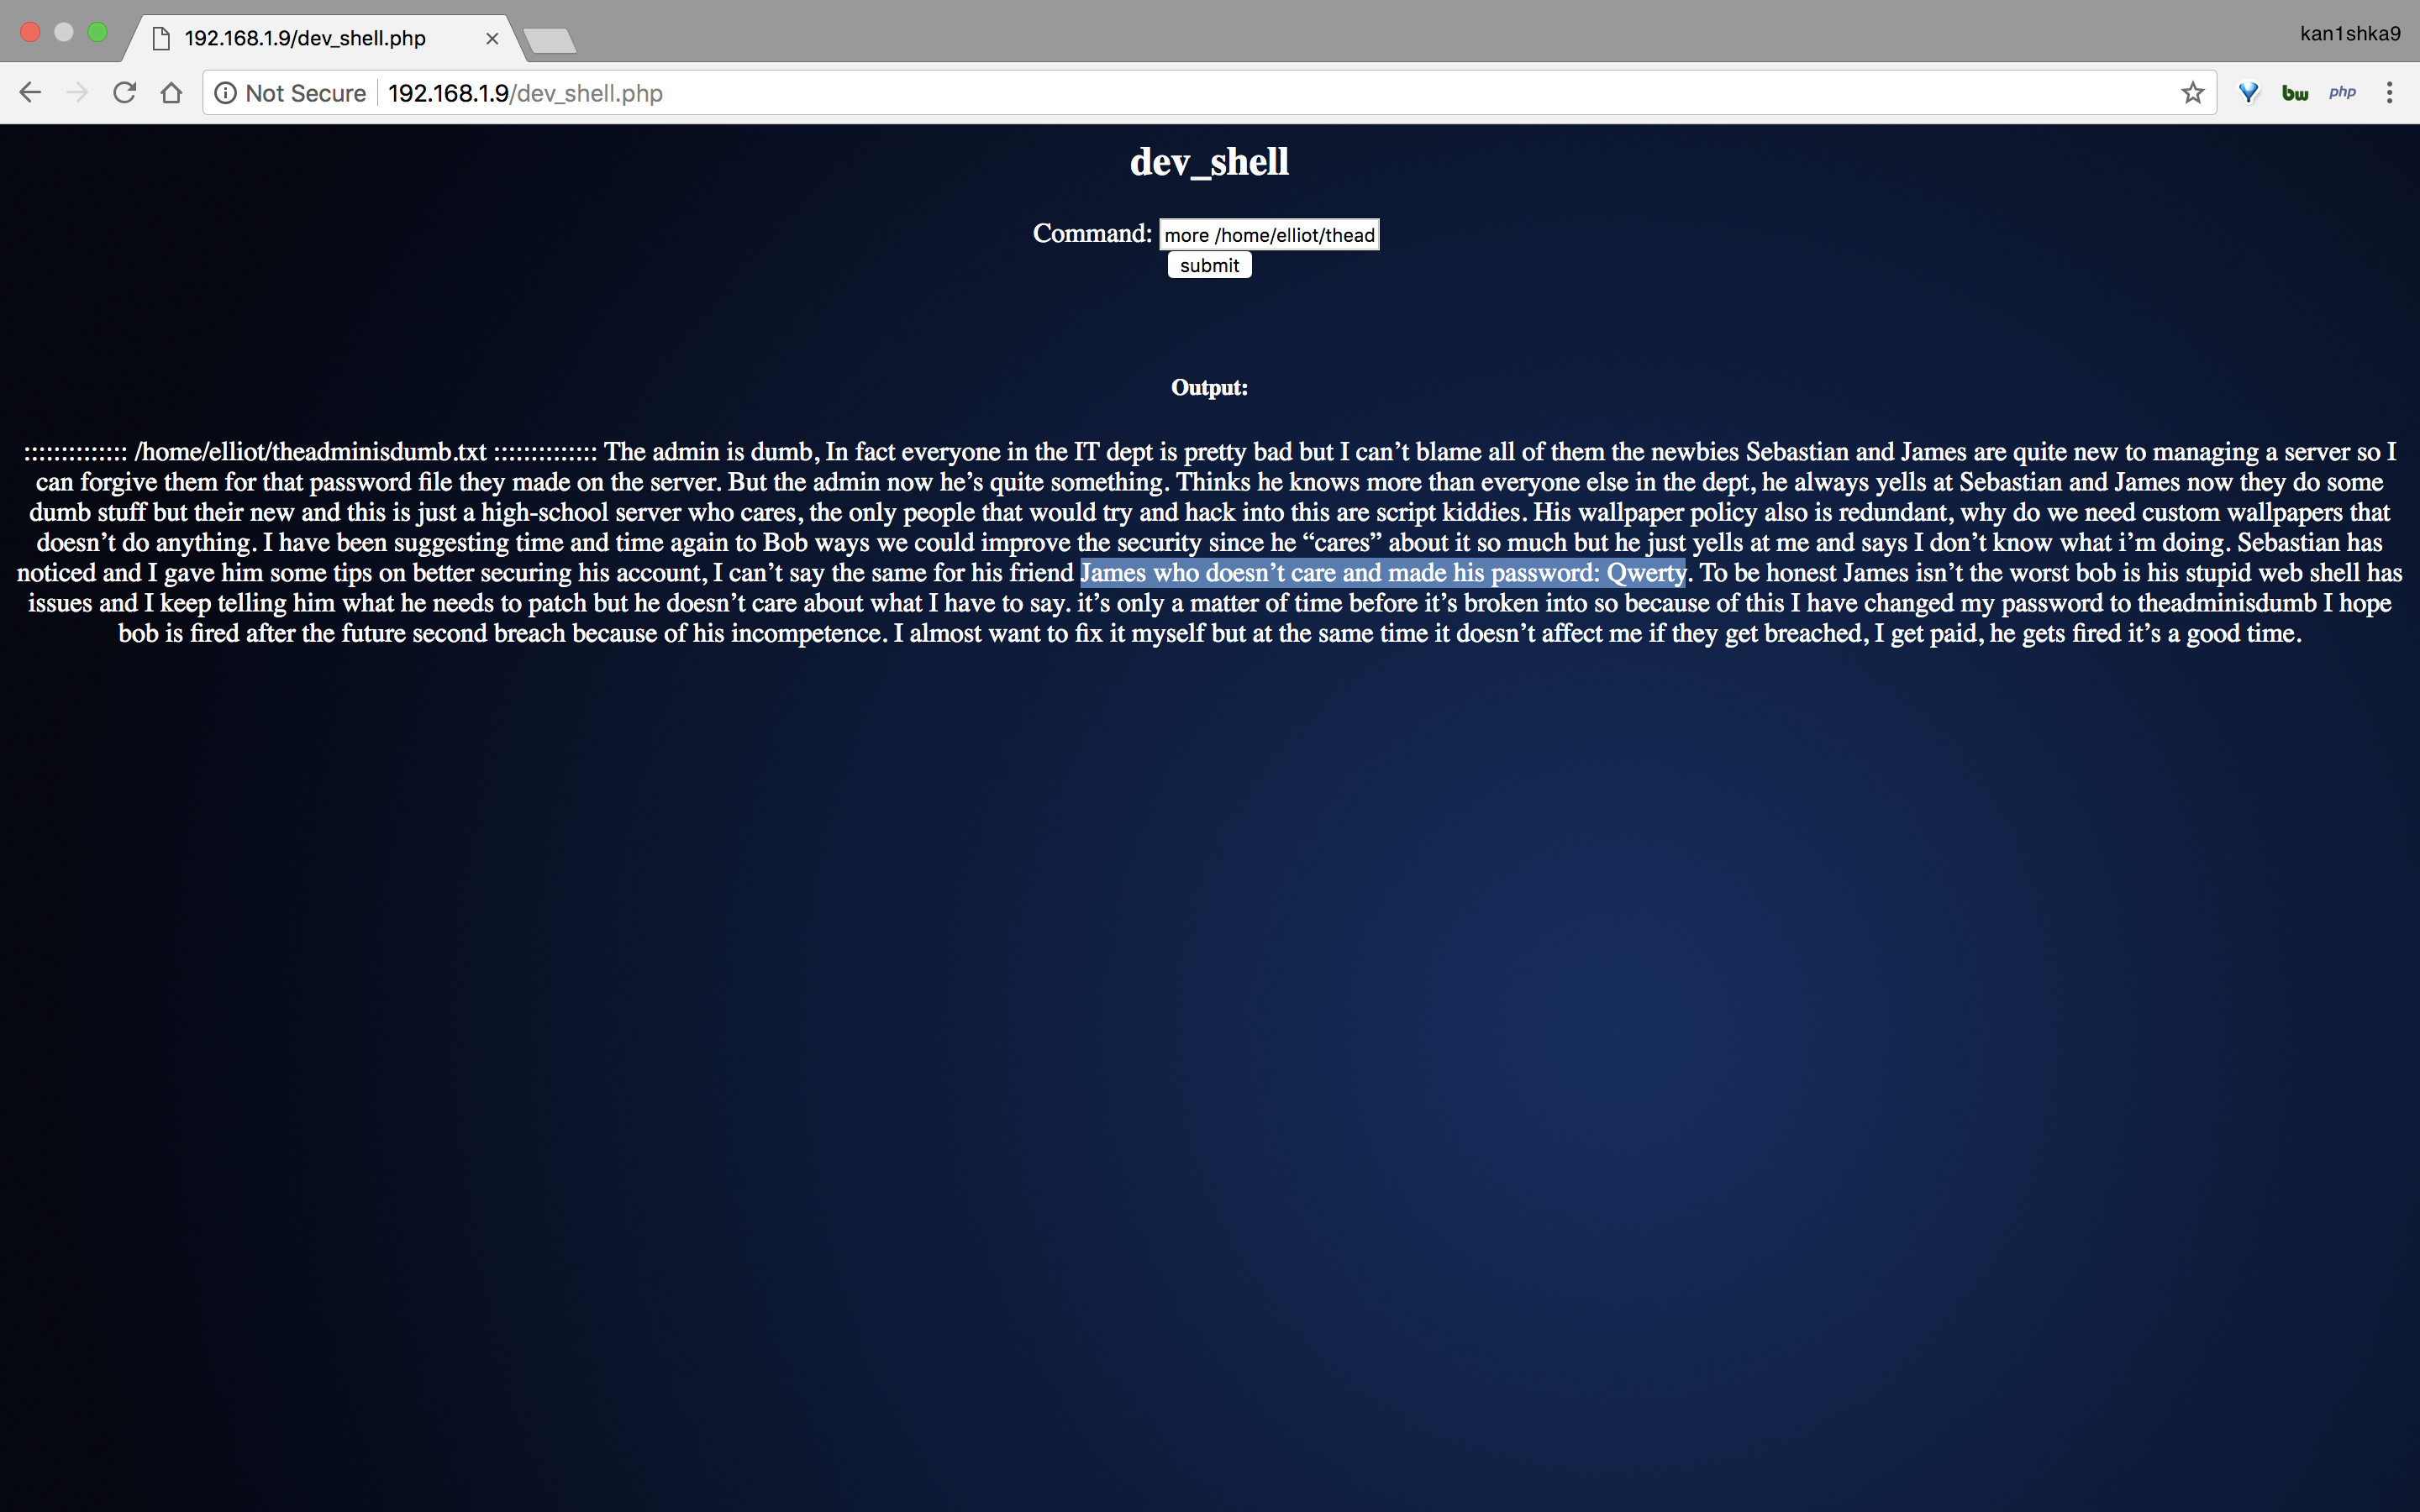 192.168.1.9/dev_shell.php
kan1shka9
Not Secure 192.168.1.9/dev_shell.php bw php
dev_shell
Command: more /home/elliot/thead
submit
Output:
:::::::::::::: /home/elliot/theadminisdumb.txt :::::::::::::: The admin is dumb, In fact everyone in the IT dept is pretty bad but I can’t blame all of them the newbies Sebastian and James are quite new to managing a server so I
can forgive them for that password file they made on the server. But the admin now he’s quite something. Thinks he knows more than everyone else in the dept, he always yells at Sebastian and James now they do some
dumb stuff but their new and this is just a high-school server who cares, the only people that would try and hack into this are script kiddies. His wallpaper policy also is redundant, why do we need custom wallpapers that
doesn’t do anything. I have been suggesting time and time again to Bob ways we could improve the security since he “cares” about it so much but he just yells at me and says I don’t know what i’m doing. Sebastian has
noticed and I gave him some tips on better securing his account, I can’t say the same for his friend James who doesn’t care and made his password: Qwerty. To be honest James isn’t the worst bob is his stupid web shell has
issues and I keep telling him what he needs to patch but he doesn’t care about what I have to say. it’s only a matter of time before it’s broken into so because of this I have changed my password to theadminisdumb I hope
bob is fired after the future second breach because of his incompetence. I almost want to fix it myself but at the same time it doesn’t affect me if they get breached, I get paid, he gets fired it’s a good time.